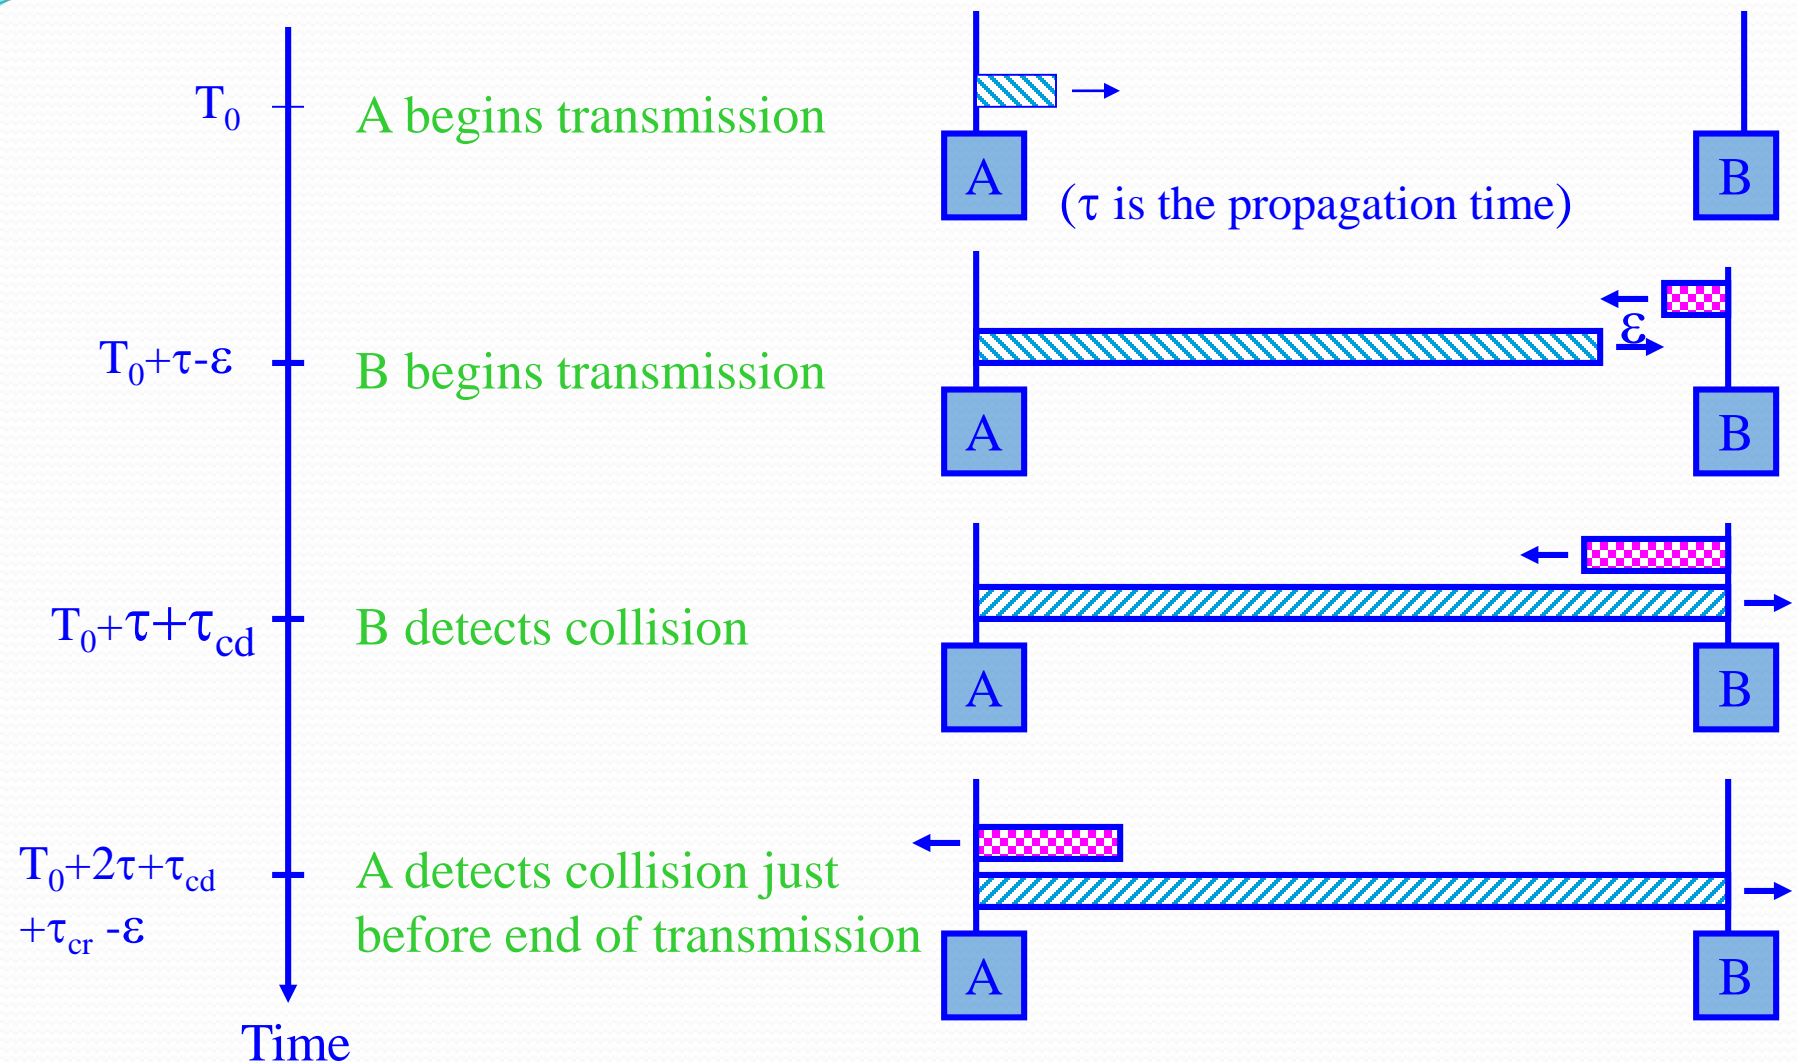 T₀
A begins transmission
A
B
(τ is the propagation time)
T₀+τ-ε
B begins transmission
ε
A
B
T₀+τ+τcd
B detects collision
A
B
T₀+2τ+τcd
+τcr -ε
A detects collision just
before end of transmission
A
B
Time